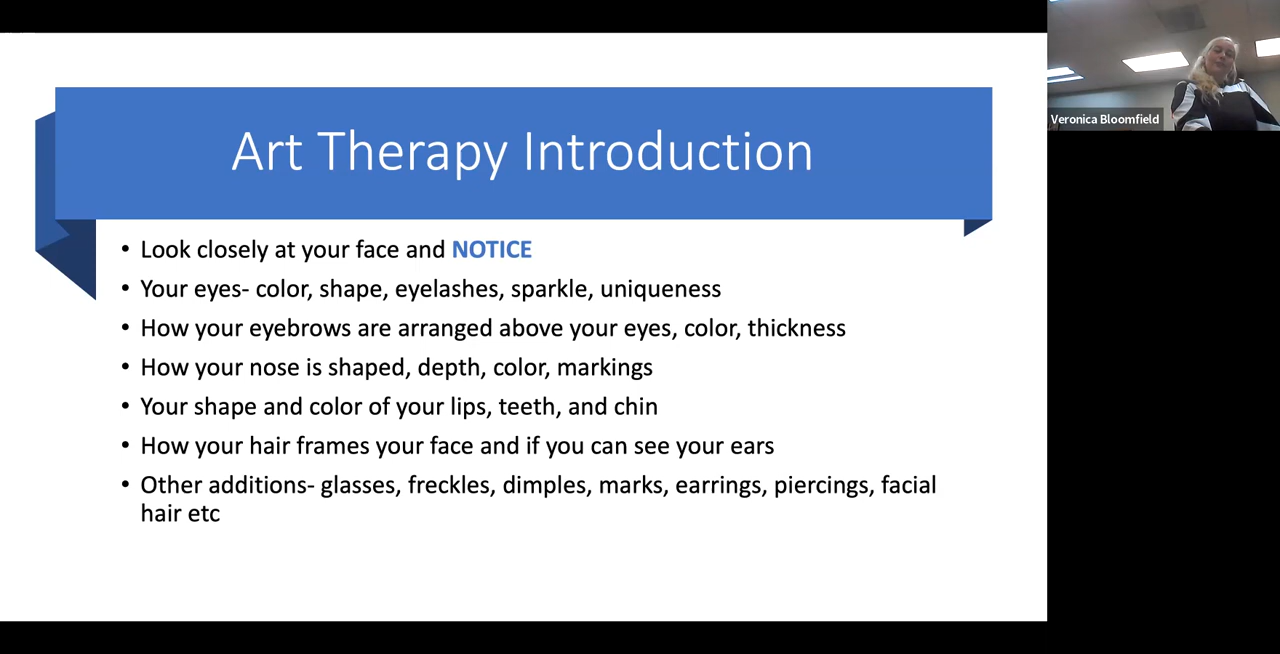 Art Therapy Introduction
• Look closely at your face and NOTICE
• Your eyes- color, shape, eyelashes, sparkle, uniqueness
• How your eyebrows are arranged above your eyes, color, thickness
• How your nose is shaped, depth, color, markings
• Your shape and color of your lips, teeth, and chin
• How your hair frames your face and if you can see your ears
• Other additions- glasses, freckles, dimples, marks, earrings, piercings, facial
hair etc
Veronica Bloomfield